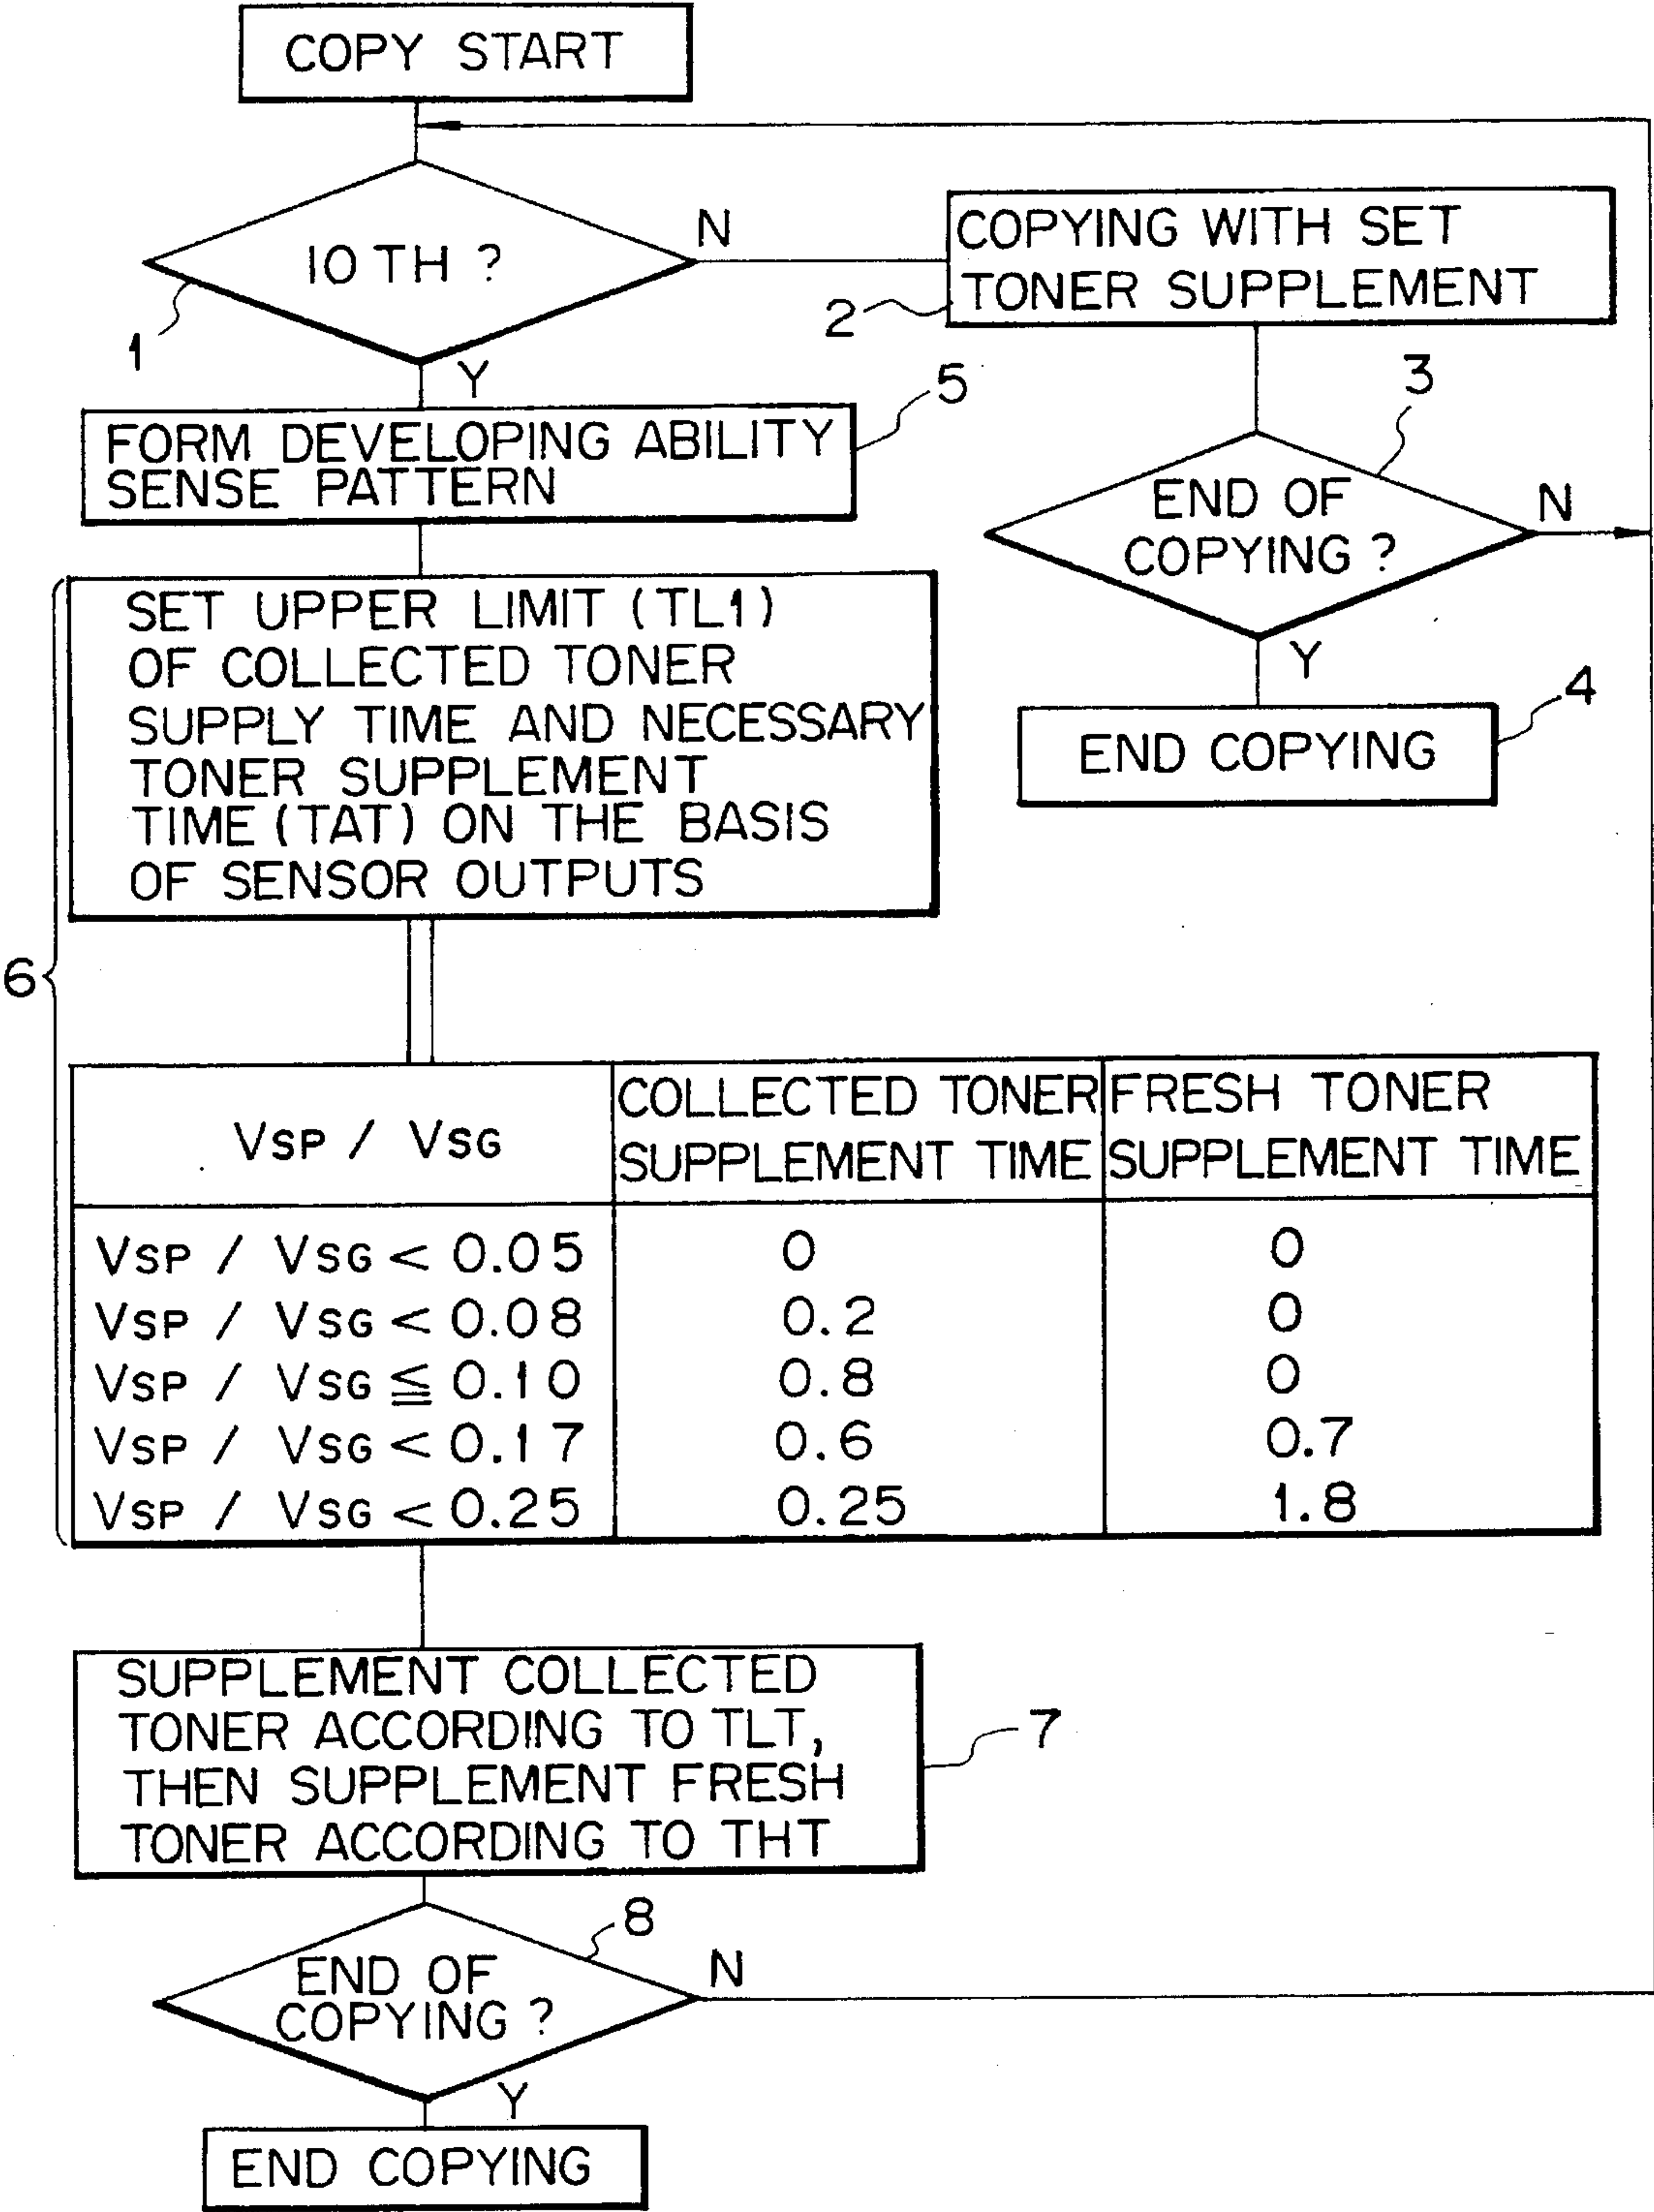 COPY START
10TH ?
N
COPYING WITH SET
TONER SUPPLEMENT
1
2
Y
3
5
FORM DEVELOPING ABILITY
SENSE PATTERN
END OF
COPYING ?
N
Y
4
END COPYING
SET UPPER LIMIT (TL1)
OF COLLECTED TONER
SUPPLY TIME AND NECESSARY
TONER SUPPLEMENT
TIME (TAT) ON THE BASIS
OF SENSOR OUTPUTS
6
VSP / VSG
COLLECTED TONER
SUPPLEMENT TIME
FRESH TONER
SUPPLEMENT TIME
VSP / VSG < 0.05 0 0
VSP / VSG < 0.08 0.2 0
VSP / VSG ≦ 0.10 0.8 0
VSP / VSG < 0.17 0.6 0.7
VSP / VSG < 0.25 0.25 1.8
SUPPLEMENT COLLECTED
TONER ACCORDING TO TLT,
THEN SUPPLEMENT FRESH
TONER ACCORDING TO THT
7
8
END OF
COPYING ?
N
Y
END COPYING